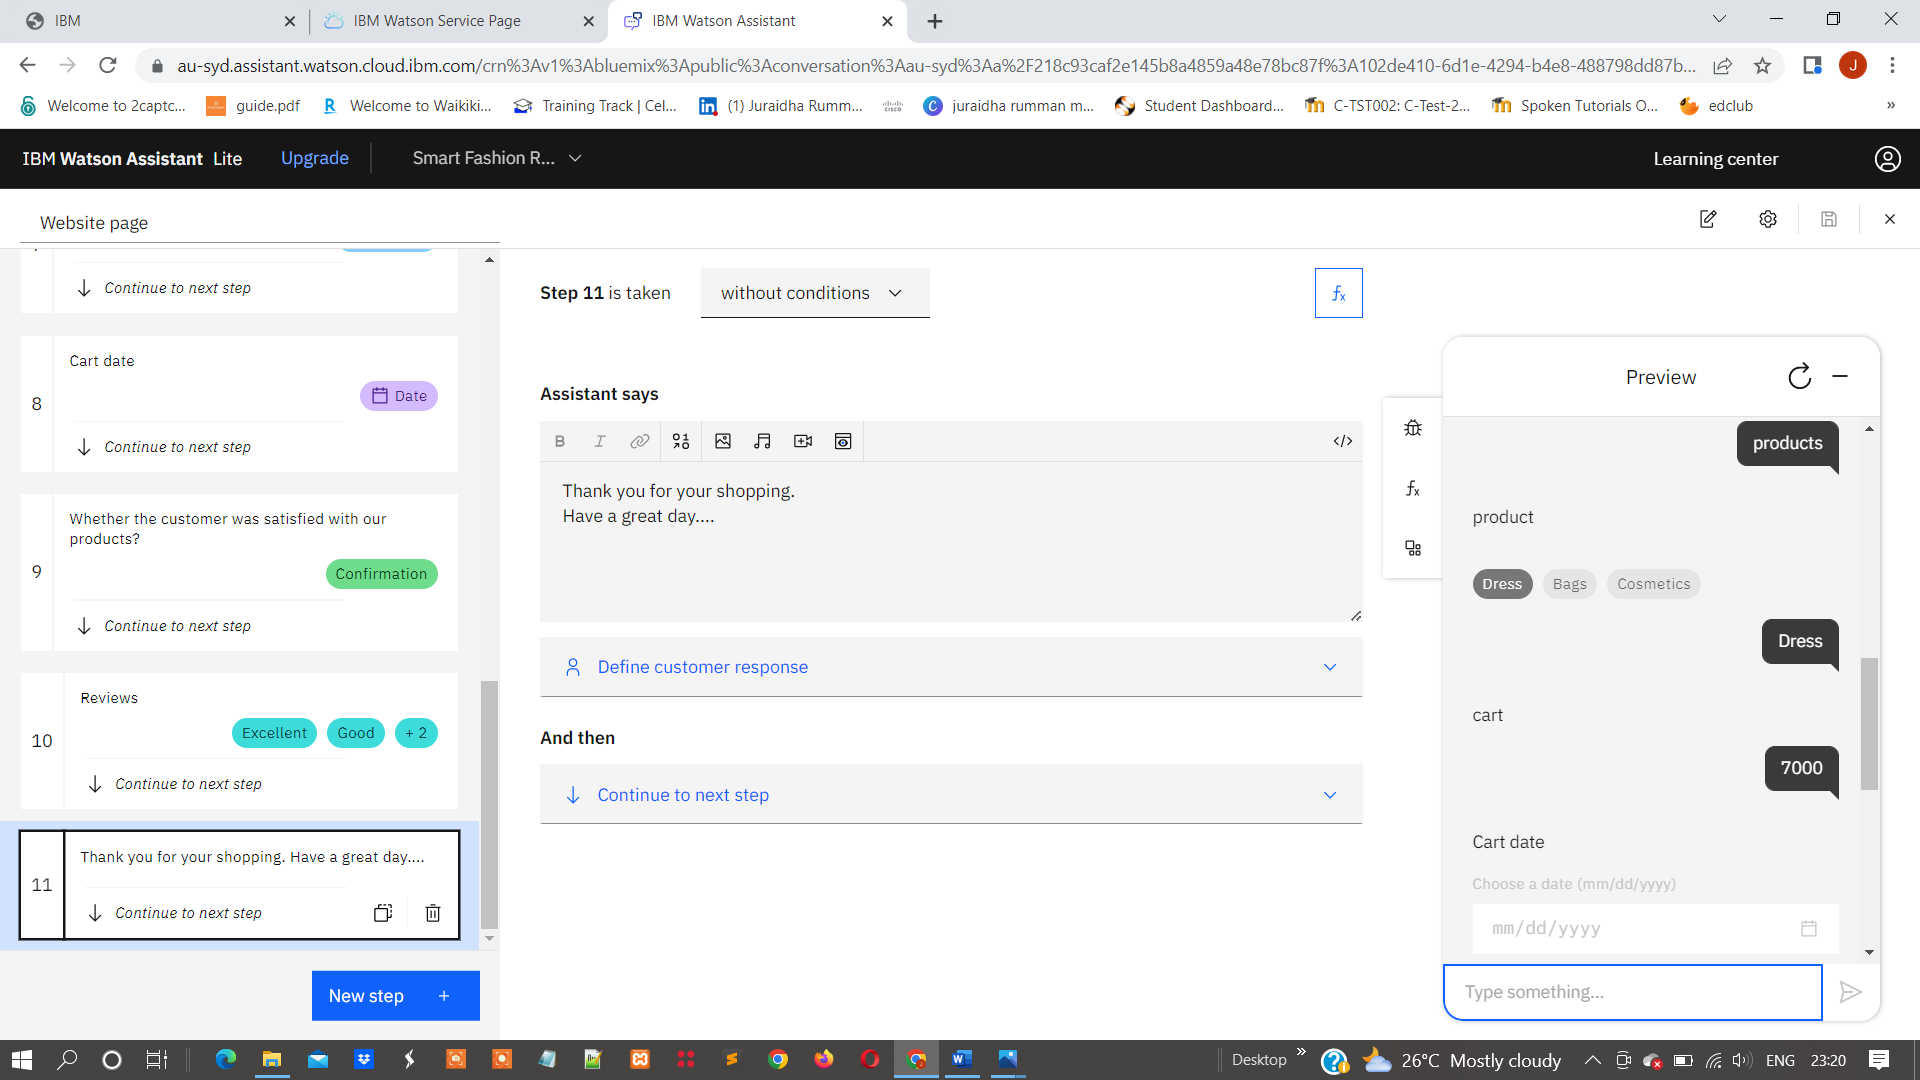 IBM
IBM Watson Service Page
IBM Watson Assistant
au-syd.assistant.watson.cloud.ibm.com/crn%3Av1%3Abluemix%3Apublic%3Aconversation%3Aau-syd%3Aa%2F218c93caf2e145b8a4859a48e78bc87f%3A102de410-6d1e-4294-b4e8-488798dd87b...
J
Welcome to 2captc...
guide.pdf
Welcome to Waikiki...
Training Track | Cel...
(1) Juraidha Rumm...
juraidha rumman m...
Student Dashboard...
C-TST002: C-Test-2...
Spoken Tutorials O...
edclub
»
IBM Watson Assistant Lite
Upgrade
Smart Fashion R...
Learning center
Website page
Continue to next step
8
Cart date
Date
Continue to next step
9
Whether the customer was satisfied with our
products?
Confirmation
Continue to next step
10
Reviews
Excellent
Good
+ 2
Continue to next step
11
Thank you for your shopping. Have a great day....
Continue to next step
New step +
Step 11 is taken
without conditions
fx
Assistant says
B
I
</>
Thank you for your shopping.
Have a great day....
Define customer response
And then
Continue to next step
fx
Preview
products
product
Dress
Bags
Cosmetics
Dress
cart
7000
Cart date
Choose a date (mm/dd/yyyy)
mm/dd/yyyy
Type something...
Desktop
»
26°C Mostly cloudy
ENG
23:20